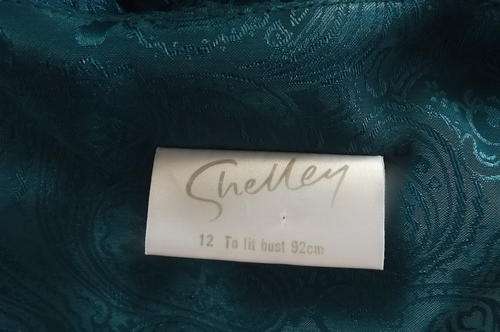 Shelley
12 To fit bust 92cm